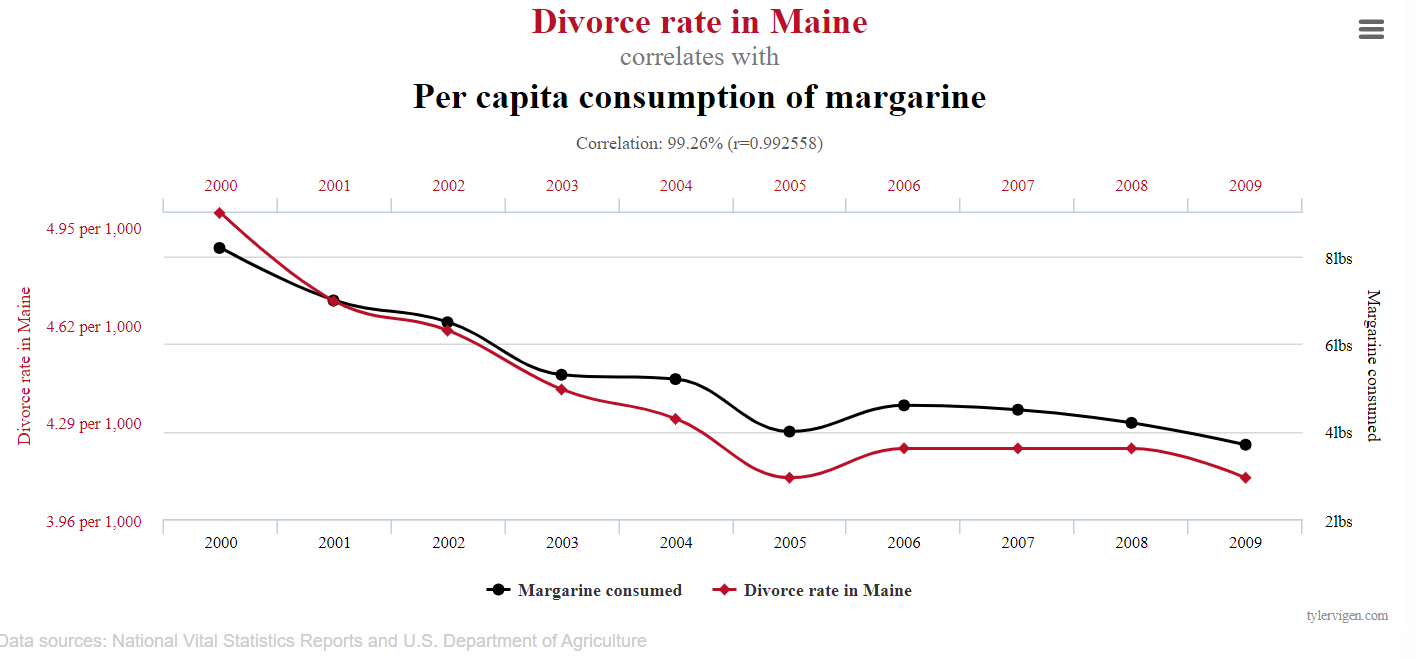 Divorce rate in Maine
correlates with
Per capita consumption of margarine
Correlation: 99.26% (r=0.992558)
2000 2001 2002 2003 2004 2005 2006 2007 2008 2009
4.95 per 1,000
4.62 per 1,000
4.29 per 1,000
3.96 per 1,000
Divorce rate in Maine
8lbs
6lbs
4lbs
2lbs
Margarine consumed
2000 2001 2002 2003 2004 2005 2006 2007 2008 2009
Margarine consumed Divorce rate in Maine
tylervigen.com
Data sources: National Vital Statistics Reports and U.S. Department of Agriculture